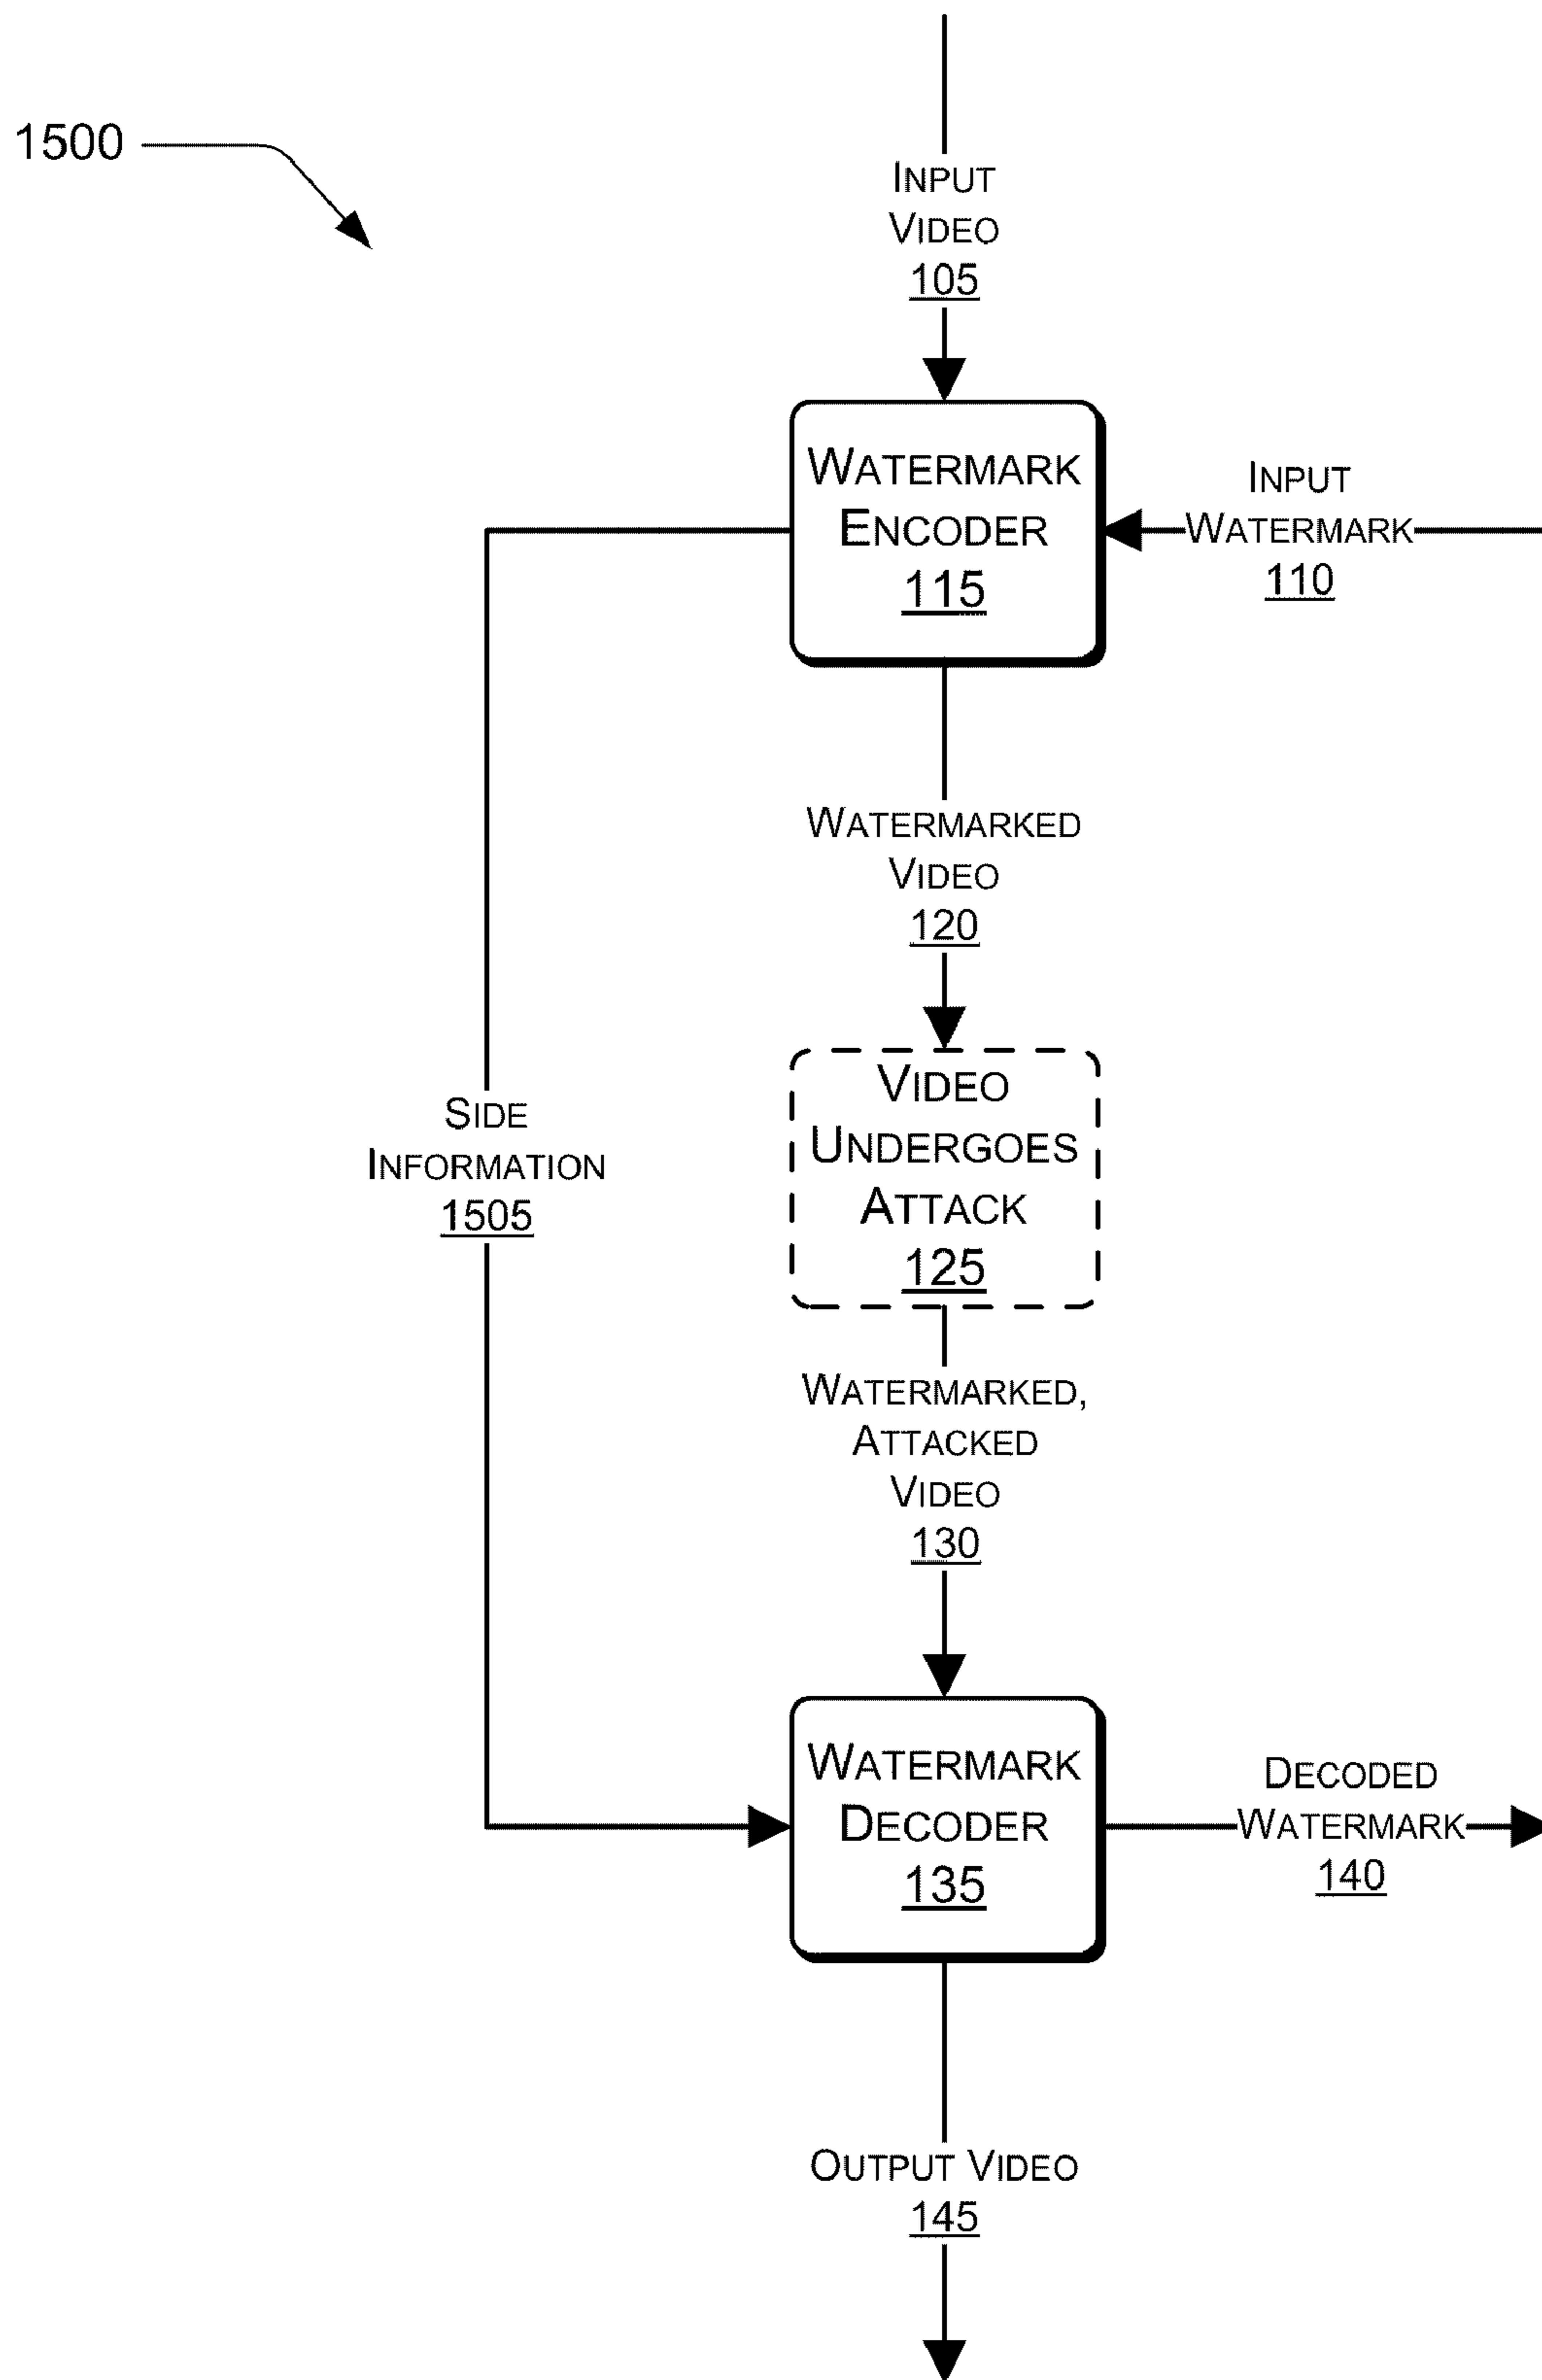 1500
INPUT
VIDEO
105
WATERMARK
ENCODER
115
INPUT
WATERMARK
110
WATERMARKED
VIDEO
120
SIDE
INFORMATION
1505
VIDEO
UNDERGOES
ATTACK
125
WATERMARKED,
ATTACKED
VIDEO
130
WATERMARK
DECODER
135
DECODED
WATERMARK
140
OUTPUT VIDEO
145